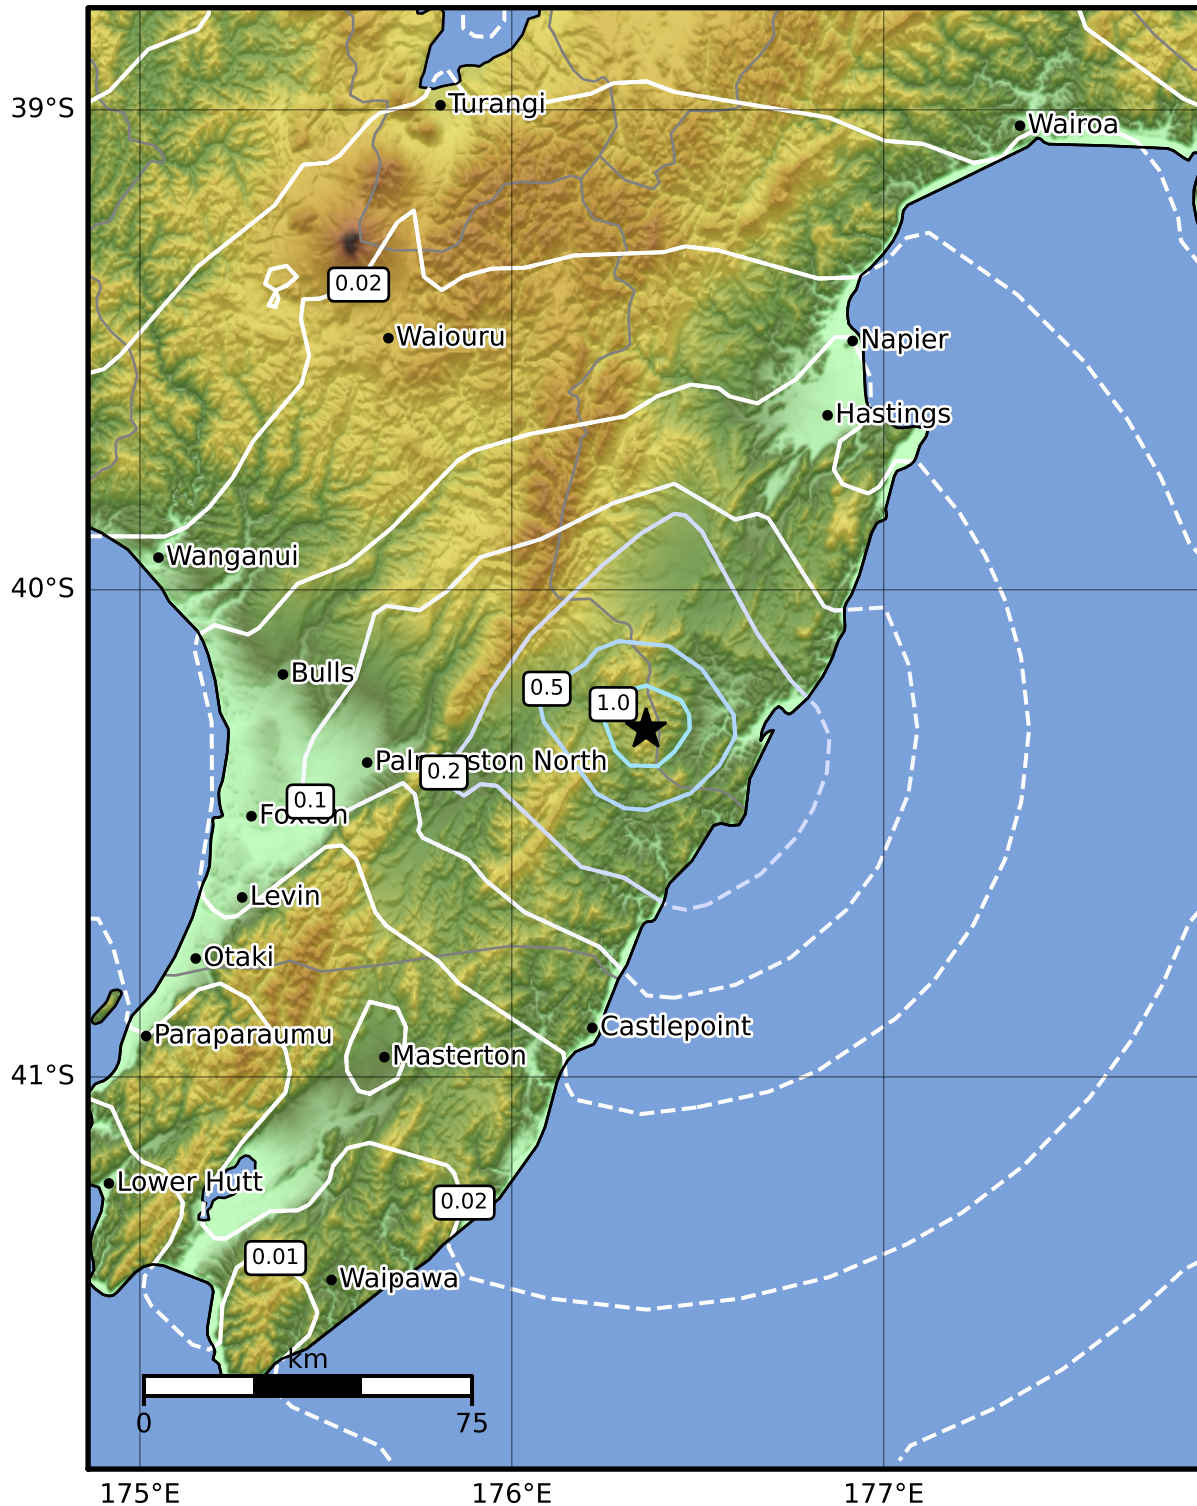 Turangi
39°S
Wairoa
0.02
Waiouru
Napier
Hastings
Wanganui
40°S
Bulls
0.5
1.0
Palmerston North
0.2
0.1
Foxton
Levin
Otaki
Castlepoint
Paraparaumu
Masterton
41°S
Lower Hutt
0.02
0.01
Waipawa
km
0
75
175°E
176°E
177°E